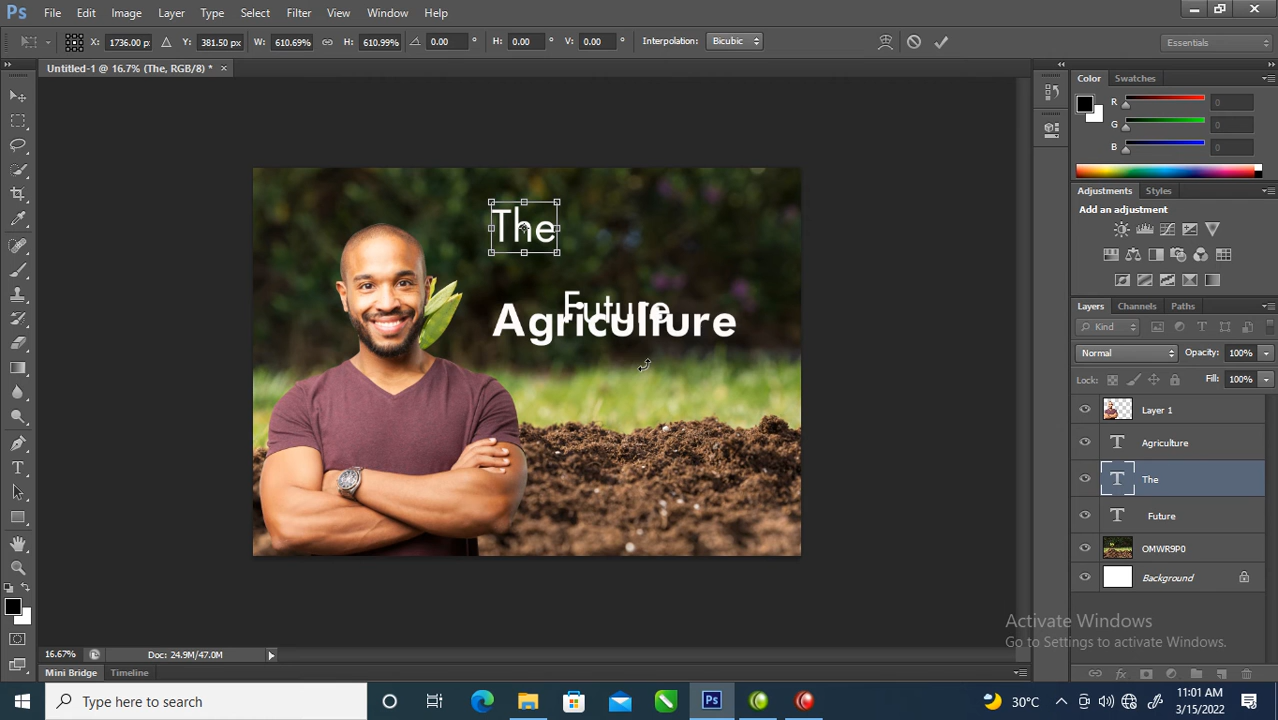 Ps File Edit Image Layer Type Select Filter View Window Help
X: 1736.00 px Y: 381.50 px W: 610.69% H: 610.99% 0.00 ° H: 0.00 ° V: 0.00 ° Interpolation: Bicubic Essentials
Untitled-1 @ 16.7% (The, RGB/8) * ×
Color Swatches
R 0
G 0
B 0
Adjustments Styles
Add an adjustment
The
Future
Agriculture
Layers Channels Paths
Kind
Normal Opacity: 100%
Lock: Fill: 100%
Layer 1
T Agriculture
T The
T Future
OMWR9P0
Background
Activate Windows
Go to Settings to activate Windows.
16.67% Doc: 24.9M/47.0M
Mini Bridge Timeline
Type here to search
Ps
30°C
11:01 AM
3/15/2022